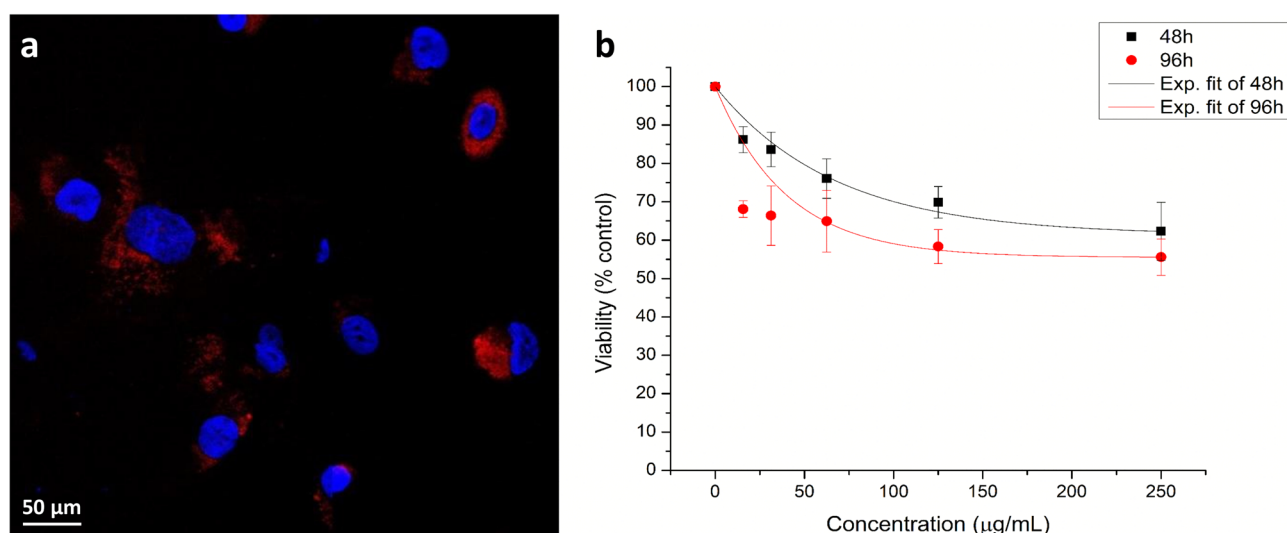 a
50 µm
b
48h
96h
Exp. fit of 48h
Exp. fit of 96h
Viability (% control)
100
90
80
70
60
50
40
30
20
10
0
0 50 100 150 200 250
Concentration (µg/mL)